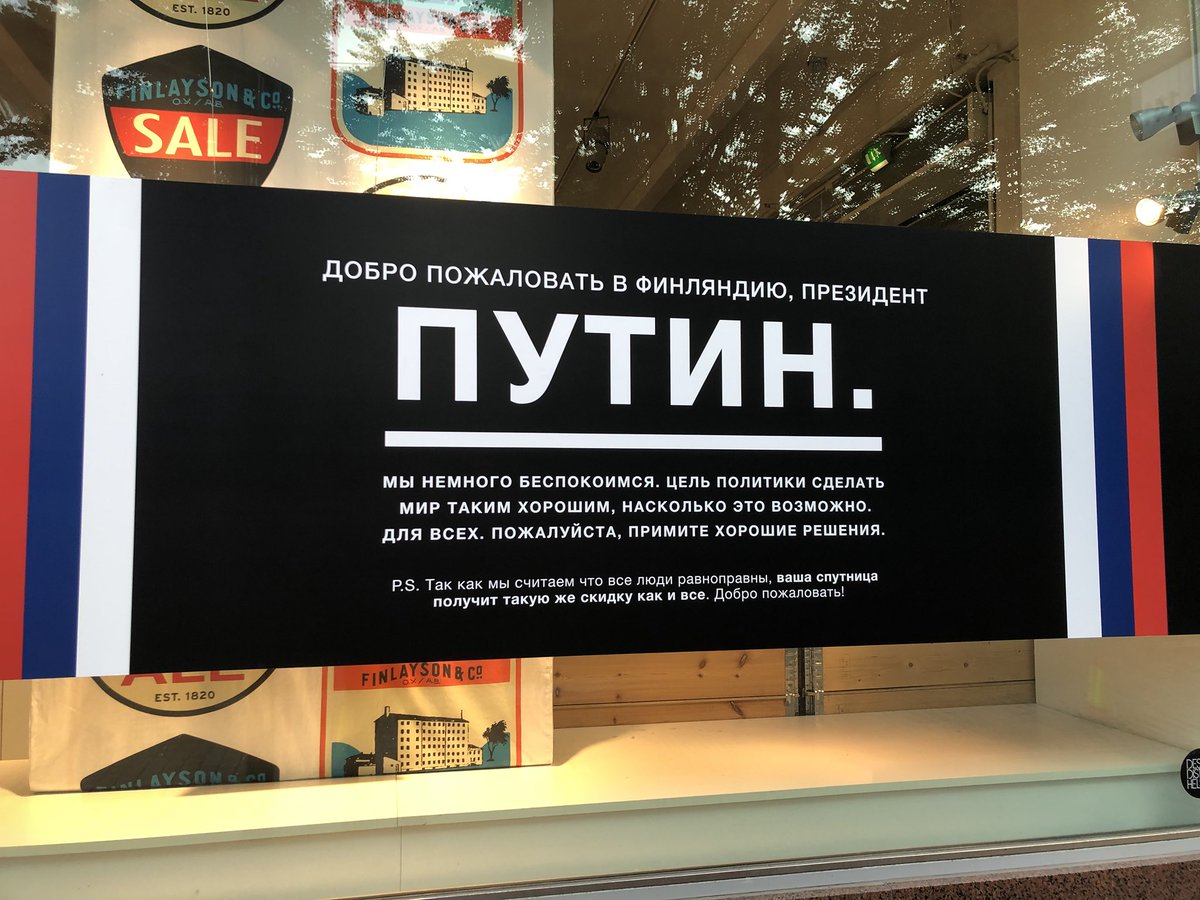 EST. 1820
FINLAYSON & Co
O.Y./A.B.
SALE
ДОБРО ПОЖАЛОВАТЬ В ФИНЛЯНДИЮ, ПРЕЗИДЕНТ
ПУТИН.
МЫ НЕМНОГО БЕСПОКОИМСЯ. ЦЕЛЬ ПОЛИТИКИ СДЕЛАТЬ
МИР ТАКИМ ХОРОШИМ, НАСКОЛЬКО ЭТО ВОЗМОЖНО.
ДЛЯ ВСЕХ. ПОЖАЛУЙСТА, ПРИМИТЕ ХОРОШИЕ РЕШЕНИЯ.
P.S. Так как мы считаем что все люди равноправны, ваша спутница
получит такую же скидку как и все. Добро пожаловать!
EST. 1820
FINLAYSON & Co
FINLAYSON & Co